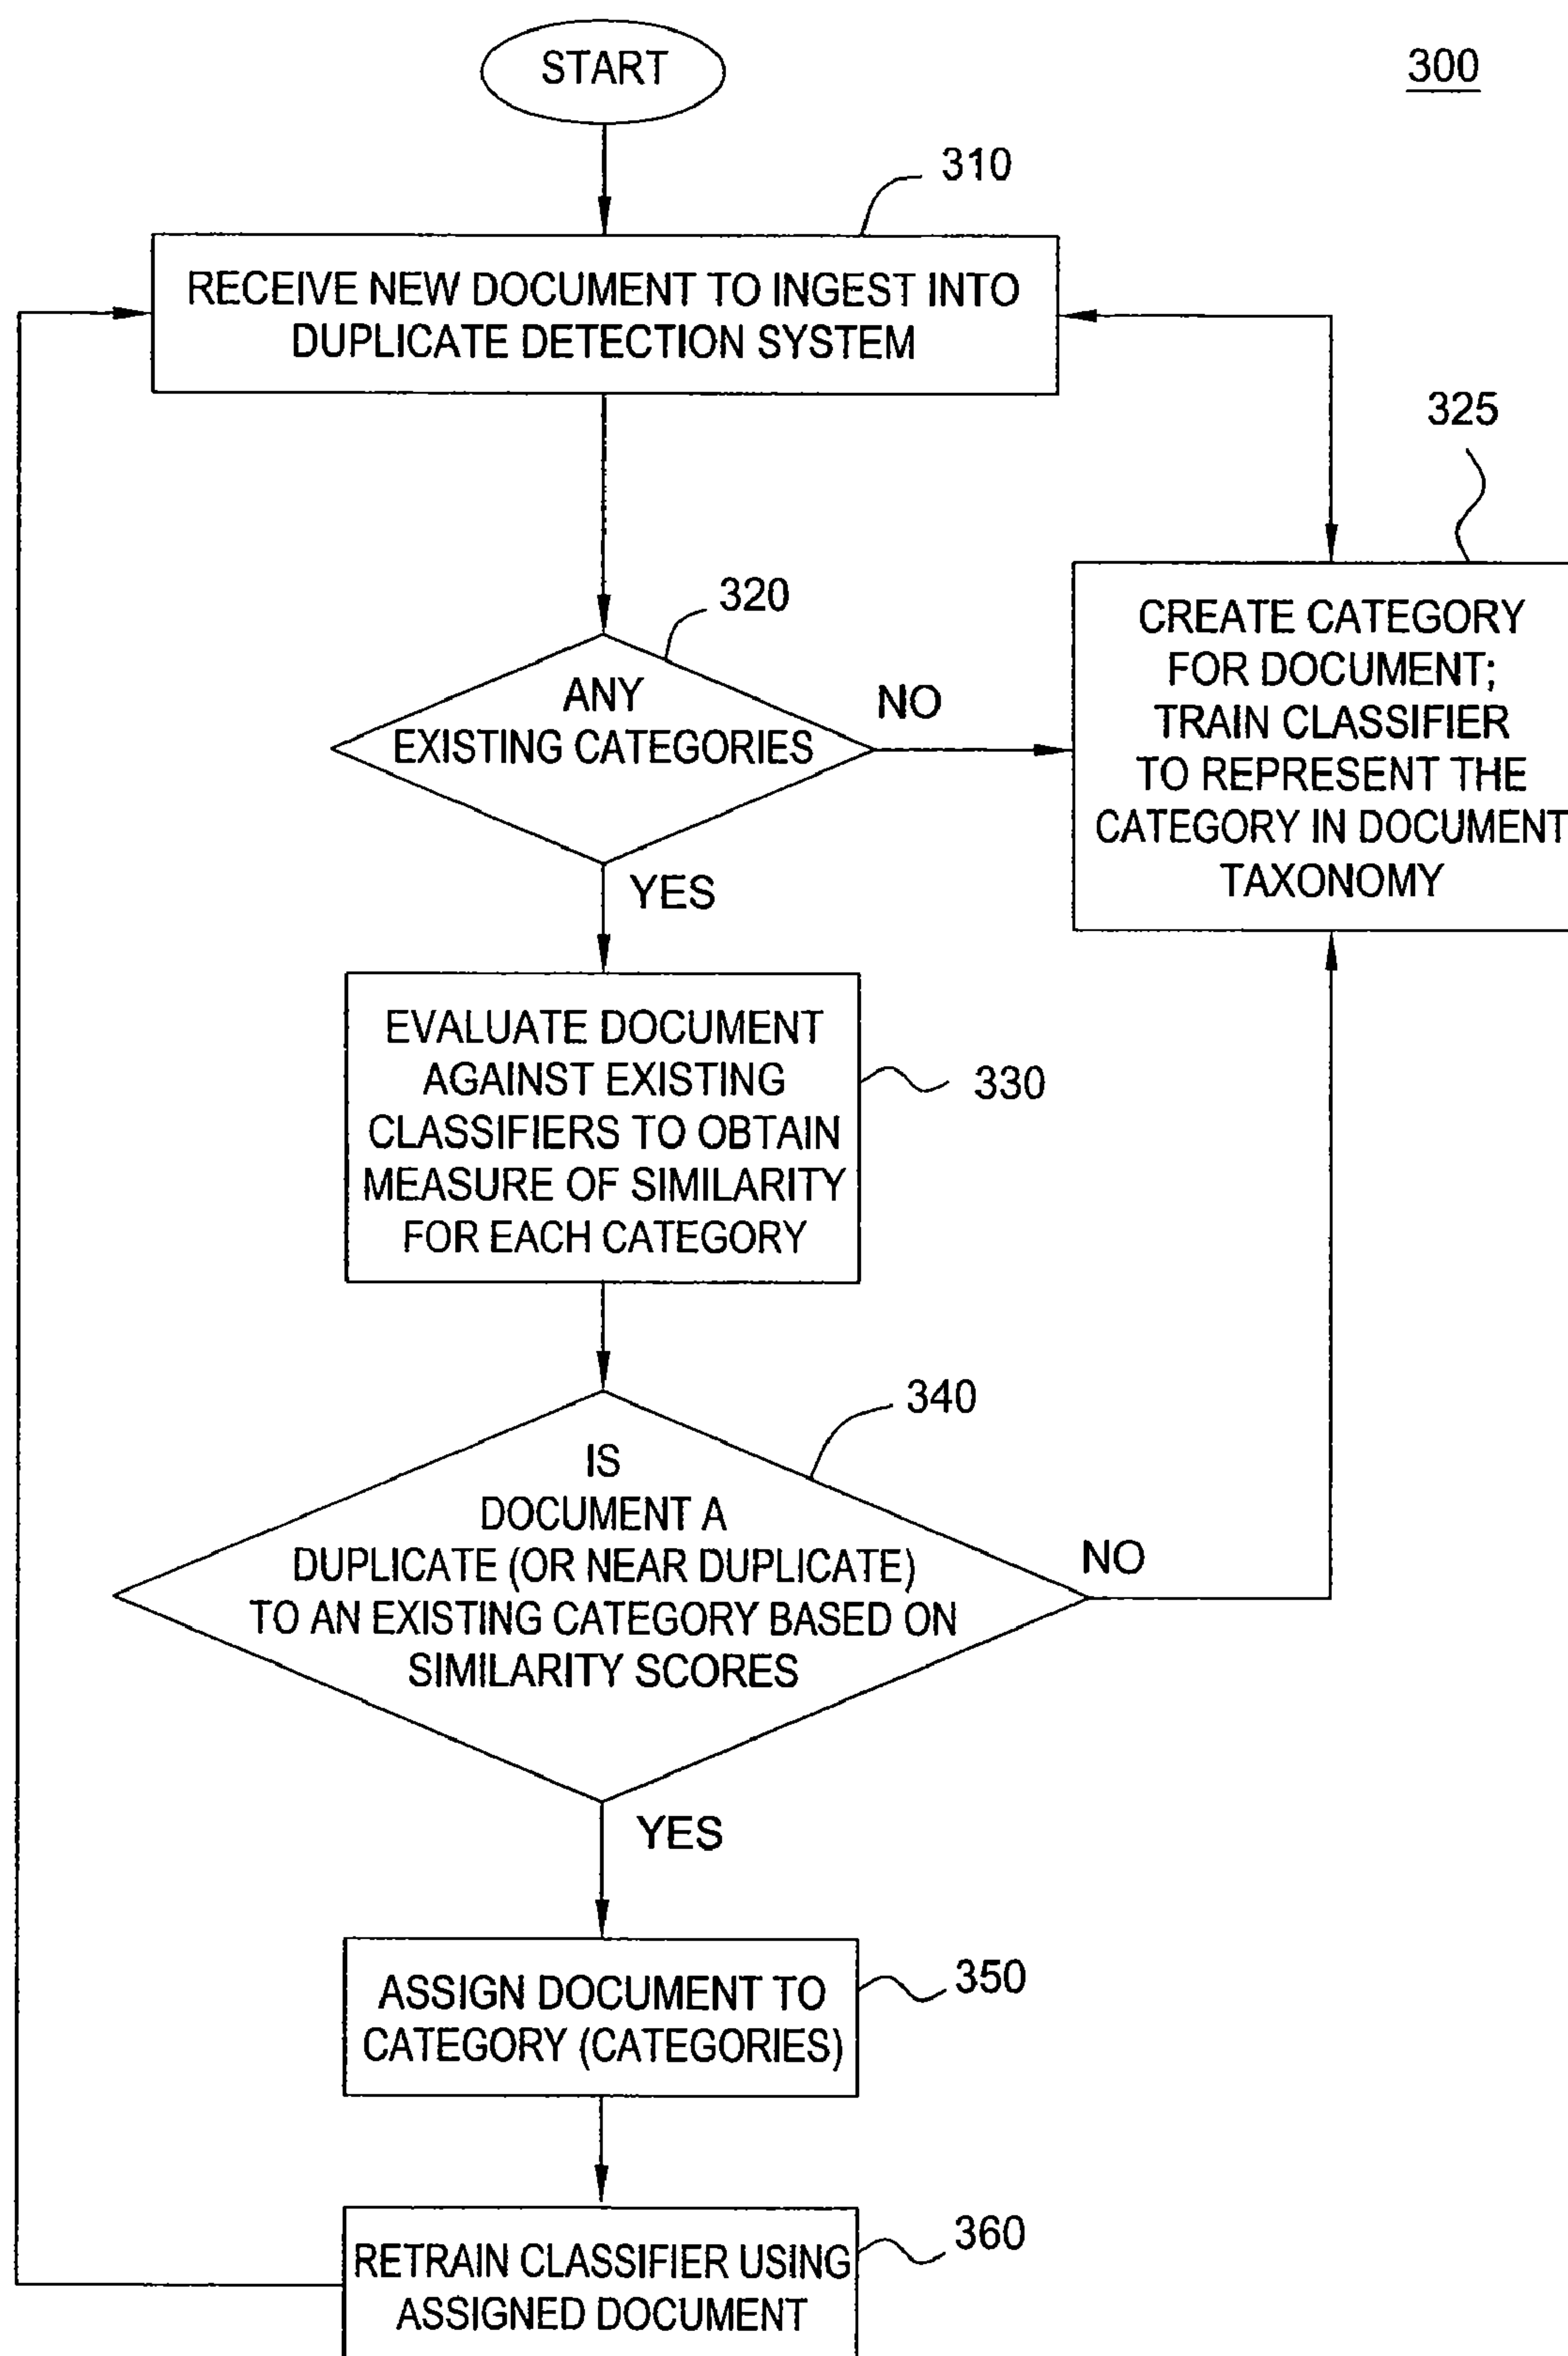 START
300
310
RECEIVE NEW DOCUMENT TO INGEST INTO
DUPLICATE DETECTION SYSTEM
325
320
ANY
EXISTING CATEGORIES
NO
YES
CREATE CATEGORY
FOR DOCUMENT;
TRAIN CLASSIFIER
TO REPRESENT THE
CATEGORY IN DOCUMENT
TAXONOMY
EVALUATE DOCUMENT
AGAINST EXISTING
CLASSIFIERS TO OBTAIN
MEASURE OF SIMILARITY
FOR EACH CATEGORY
330
340
IS
DOCUMENT A
DUPLICATE (OR NEAR DUPLICATE)
TO AN EXISTING CATEGORY BASED ON
SIMILARITY SCORES
NO
YES
ASSIGN DOCUMENT TO
CATEGORY (CATEGORIES)
350
RETRAIN CLASSIFIER USING
ASSIGNED DOCUMENT
360